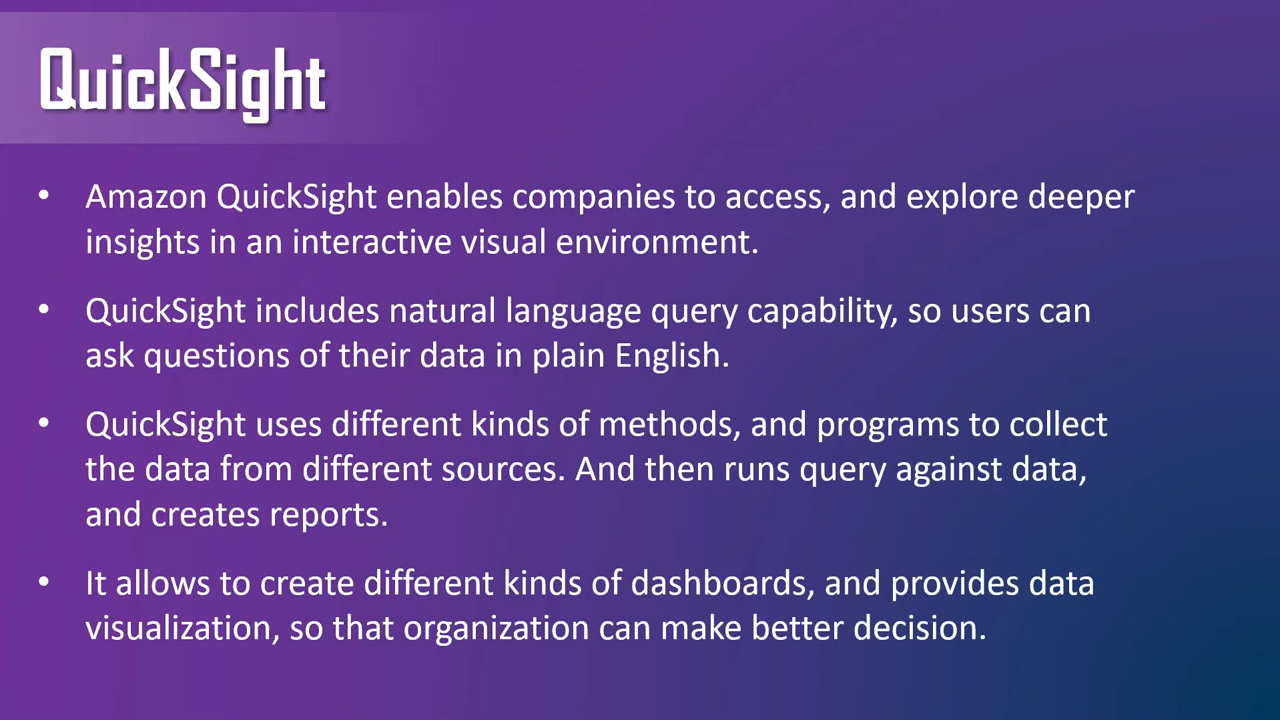 QuickSight
• Amazon QuickSight enables companies to access, and explore deeper
insights in an interactive visual environment.
• QuickSight includes natural language query capability, so users can
ask questions of their data in plain English.
• QuickSight uses different kinds of methods, and programs to collect
the data from different sources. And then runs query against data,
and creates reports.
• It allows to create different kinds of dashboards, and provides data
visualization, so that organization can make better decision.